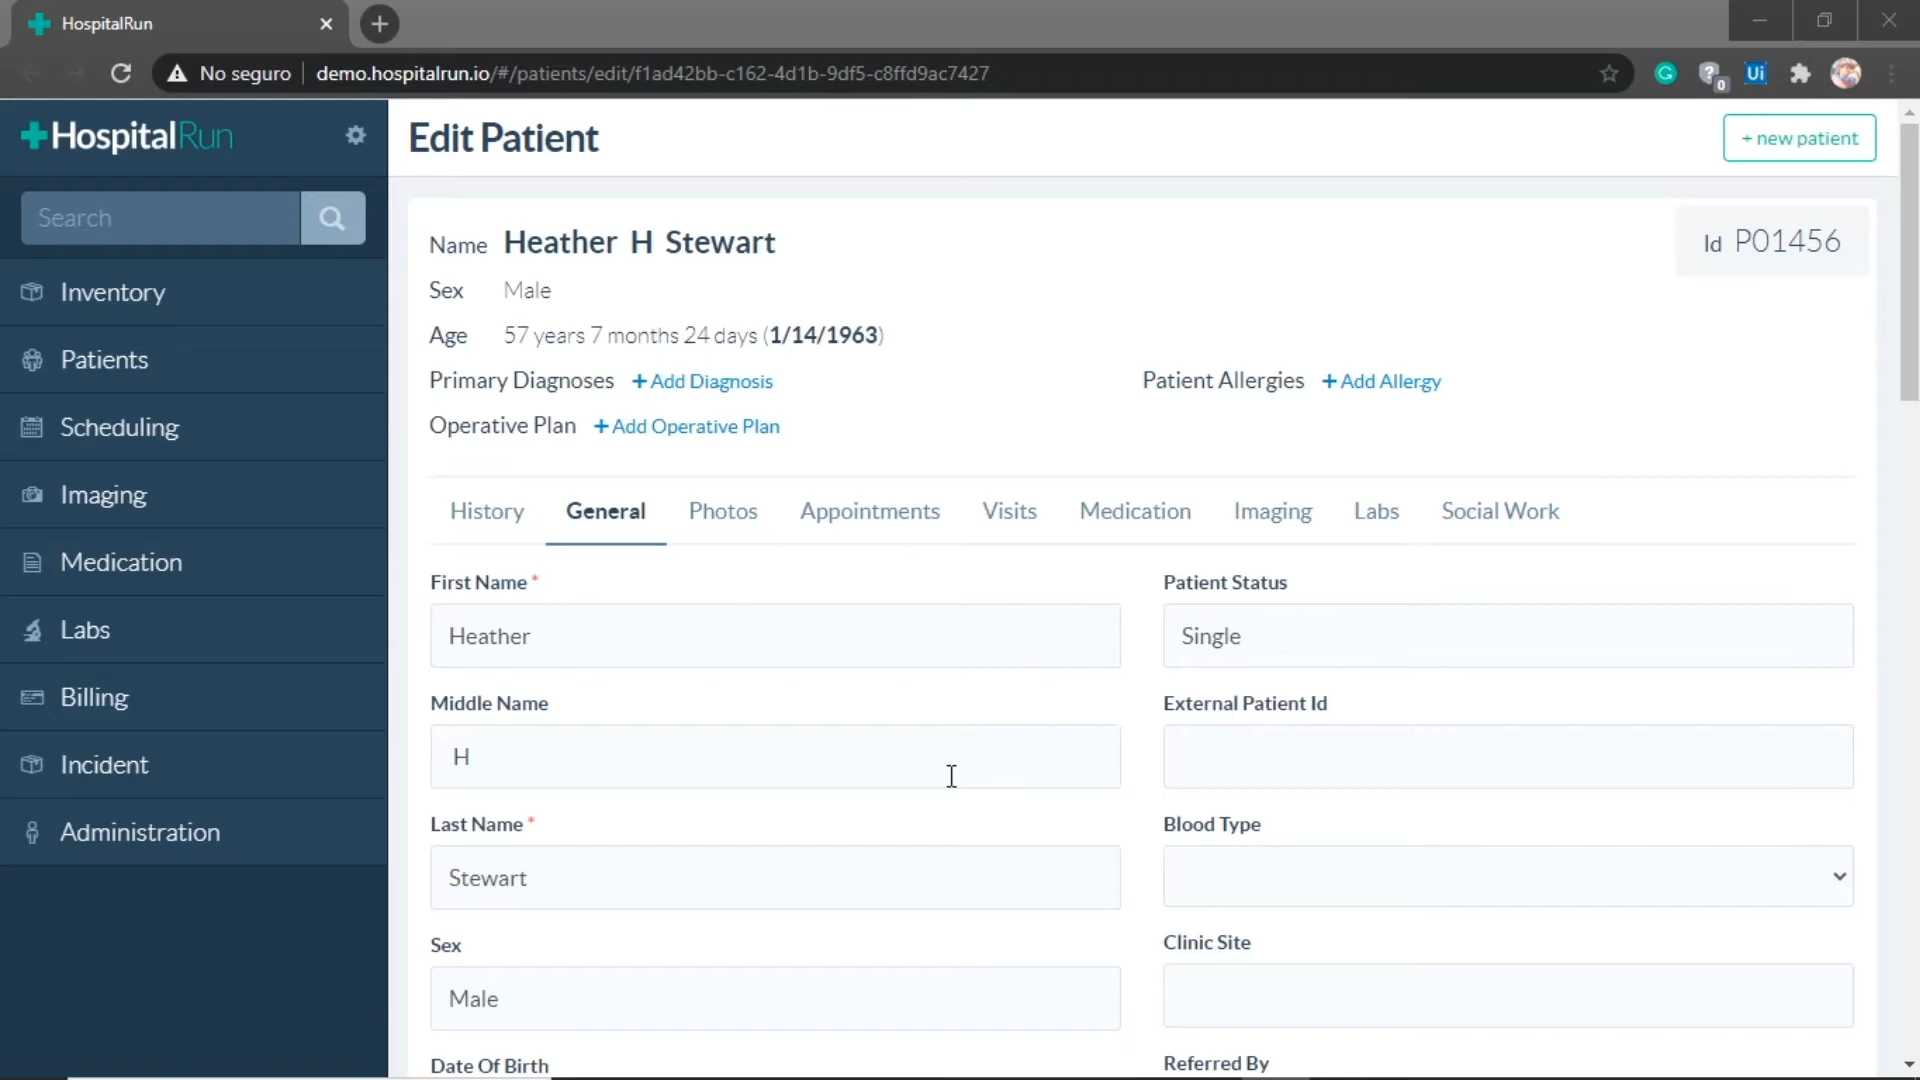 HospitalRun
No seguro
demo.hospitalrun.io/#/patients/edit/f1ad42bb-c162-4d1b-9df5-c8ffd9ac7427
0
Ui
HospitalRun
Search
Inventory
Patients
Scheduling
Imaging
Medication
Labs
Billing
Incident
Administration
Edit Patient
+ new patient
Name Heather H Stewart
Id P01456
Sex Male
Age 57 years 7 months 24 days (1/14/1963)
Primary Diagnoses +Add Diagnosis
Patient Allergies +Add Allergy
Operative Plan +Add Operative Plan
History General Photos Appointments Visits Medication Imaging Labs Social Work
First Name *
Heather
Patient Status
Single
Middle Name
H
External Patient Id
Last Name *
Stewart
Blood Type
Sex
Male
Clinic Site
Date Of Birth
Referred By